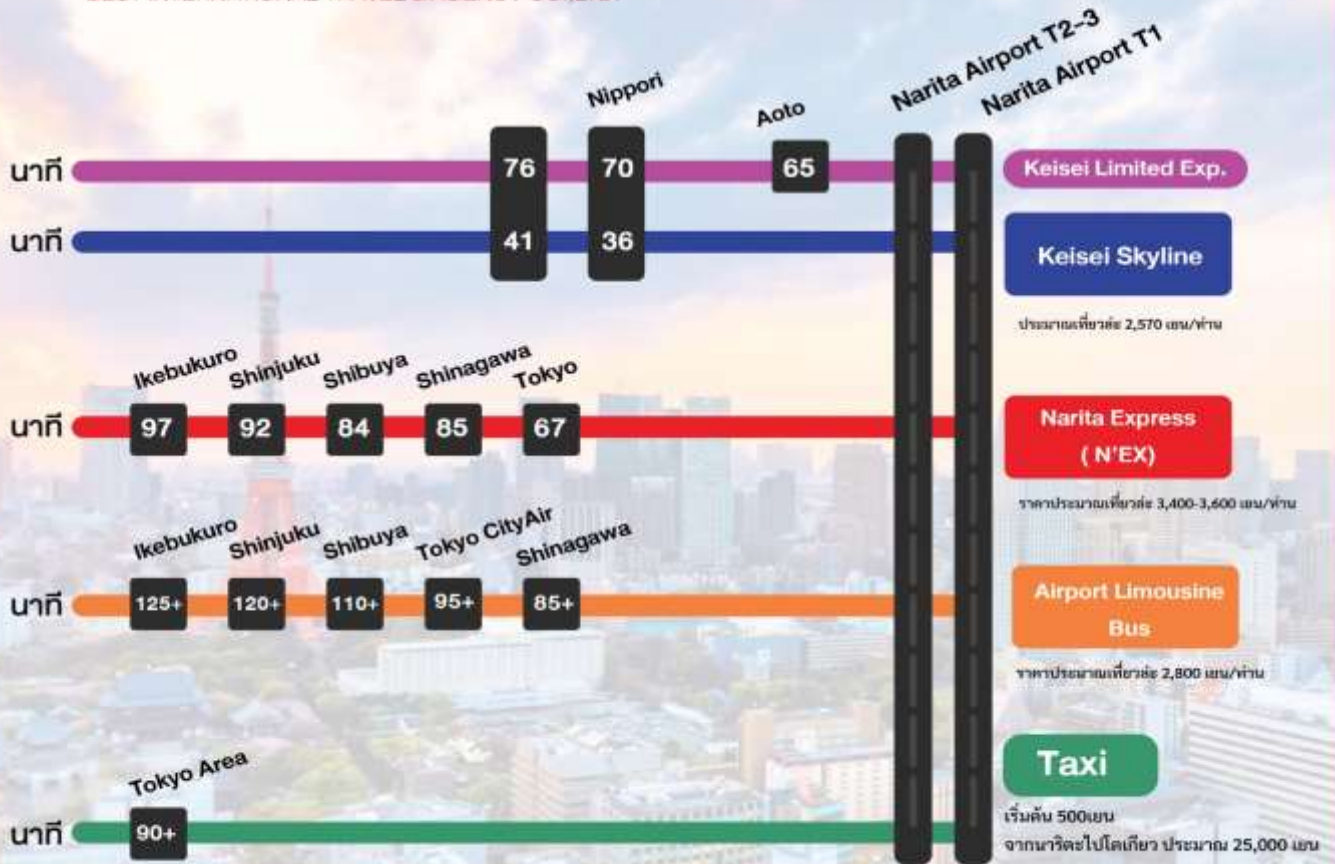 Narita Airport T2-3
Narita Airport T1
Nippori
Aoto
นาที
76
70
65
Keisei Limited Exp.
นาที
41
36
Keisei Skyline
ประมาณเที่ยวละ 2,570 เยน/ท่าน
Ikebukuro
Shinjuku
Shibuya
Shinagawa
Tokyo
นาที
97
92
84
85
67
Narita Express
( N'EX)
ราคาประมาณเที่ยวละ 3,400-3,600 เยน/ท่าน
Ikebukuro
Shinjuku
Shibuya
Tokyo CityAir
Shinagawa
นาที
125+
120+
110+
95+
85+
Airport Limousine
Bus
ราคาประมาณเที่ยวละ 2,800 เยน/ท่าน
Tokyo Area
นาที
90+
Taxi
เริ่มต้น 500เยน
จากนาริตะไปโตเกียว ประมาณ 25,000 เยน